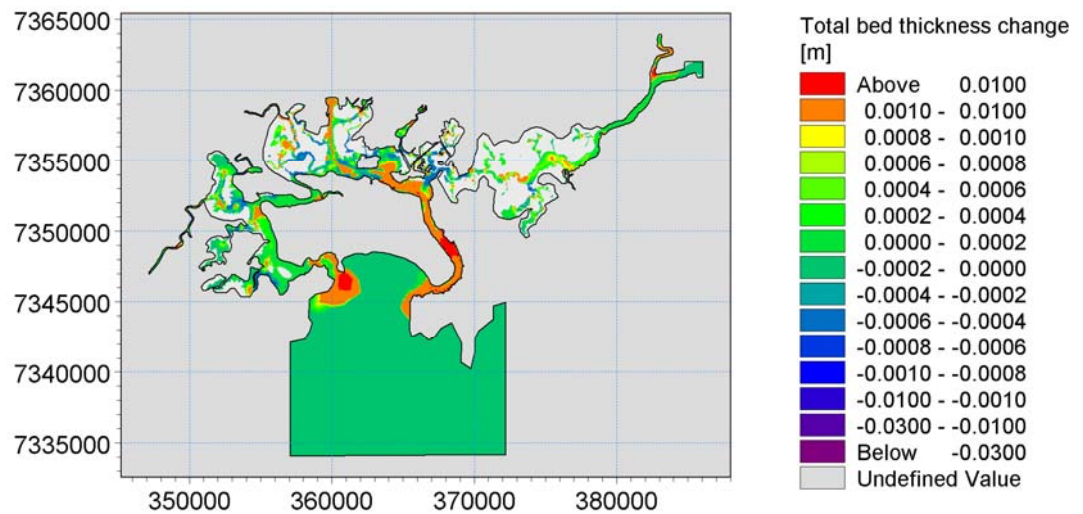 7365000
7360000
7355000
7350000
7345000
7340000
7335000
350000 360000 370000 380000
Total bed thickness change
[m]
Above 0.0100
0.0010 - 0.0100
0.0008 - 0.0010
0.0006 - 0.0008
0.0004 - 0.0006
0.0002 - 0.0004
0.0000 - 0.0002
-0.0002 - 0.0000
-0.0004 - -0.0002
-0.0006 - -0.0004
-0.0008 - -0.0006
-0.0010 - -0.0008
-0.0100 - -0.0010
-0.0300 - -0.0100
Below -0.0300
Undefined Value